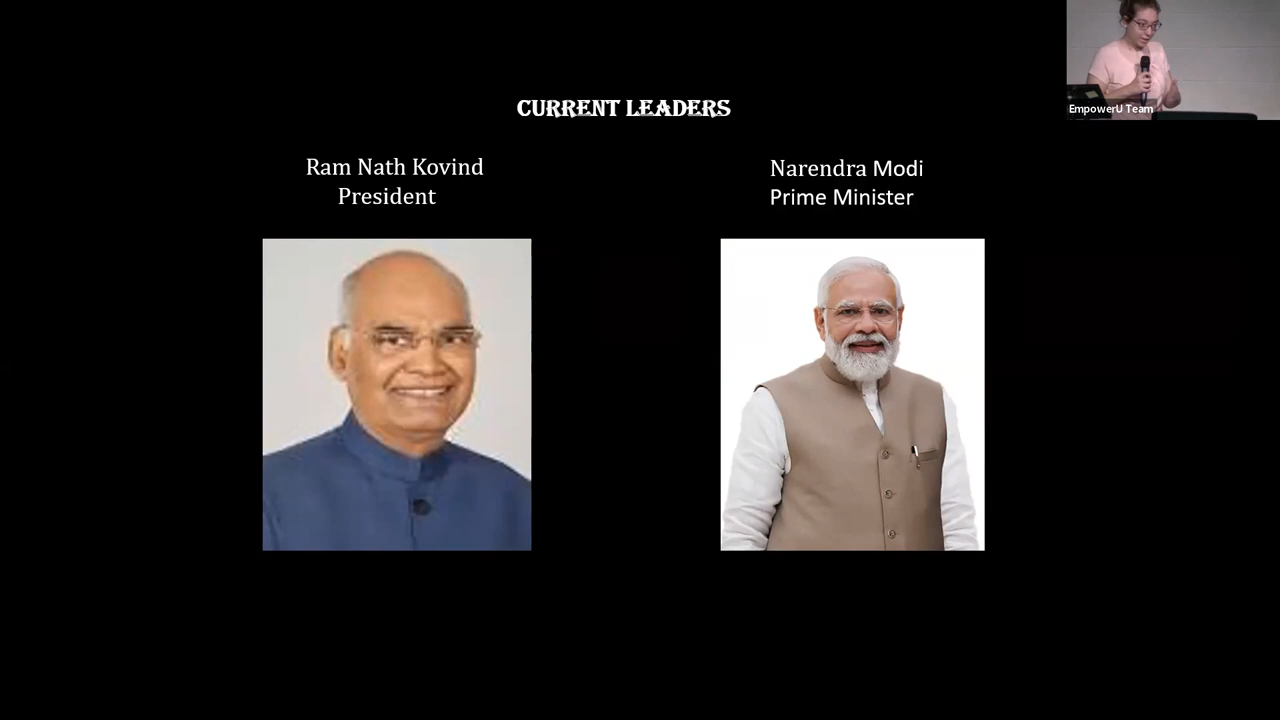 CURRENT LEADERS
Ram Nath Kovind
President
Narendra Modi
Prime Minister
EmpowerU Team